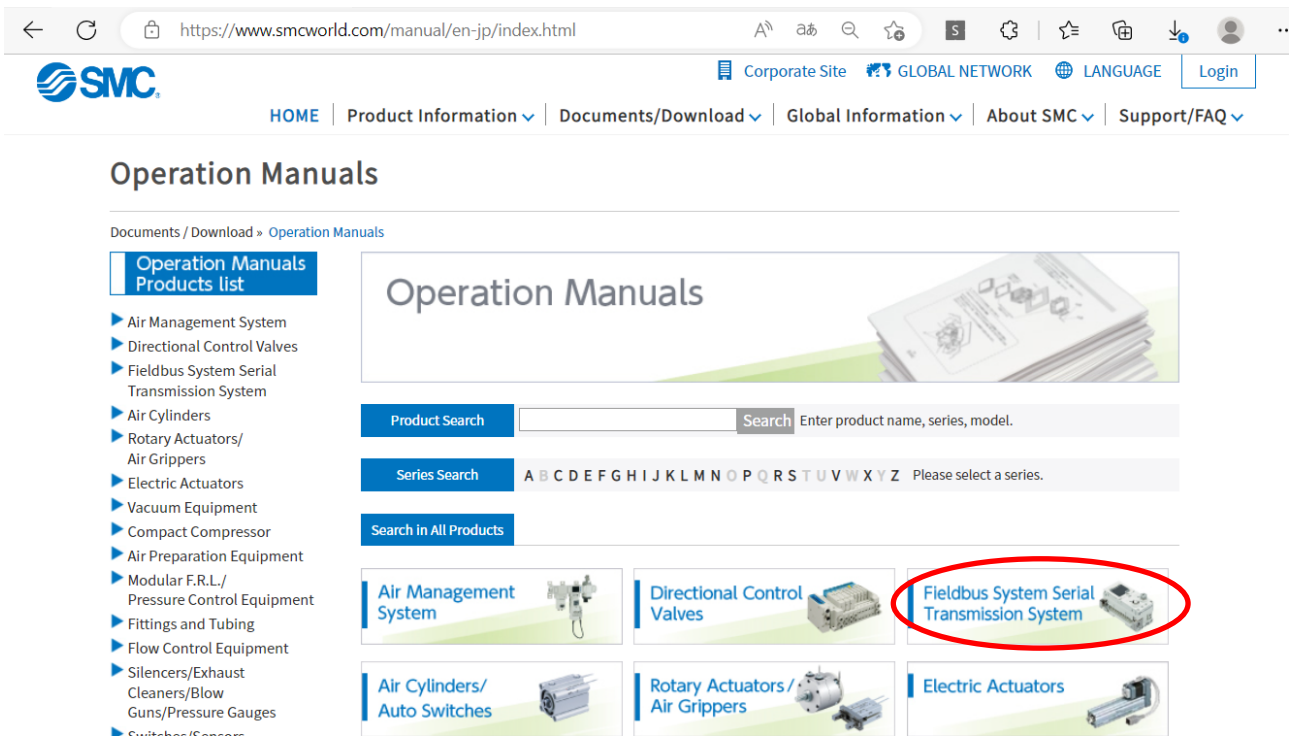 https://www.smcworld.com/manual/en-jp/index.html
SMC
Corporate Site GLOBAL NETWORK LANGUAGE Login
HOME Product Information Documents/Download Global Information About SMC Support/FAQ
Operation Manuals
Documents / Download » Operation Manuals
Operation Manuals
Products list
Air Management System
Directional Control Valves
Fieldbus System Serial
Transmission System
Air Cylinders
Rotary Actuators/
Air Grippers
Electric Actuators
Vacuum Equipment
Compact Compressor
Air Preparation Equipment
Modular F.R.L./
Pressure Control Equipment
Fittings and Tubing
Flow Control Equipment
Silencers/Exhaust
Cleaners/Blow
Guns/Pressure Gauges
Switches/Sensors
Operation Manuals
Product Search Search Enter product name, series, model.
Series Search A B C D E F G H I J K L M N O P Q R S T U V W X Y Z Please select a series.
Search in All Products
Air Management
System
Directional Control
Valves
Fieldbus System Serial
Transmission System
Air Cylinders/
Auto Switches
Rotary Actuators/
Air Grippers
Electric Actuators